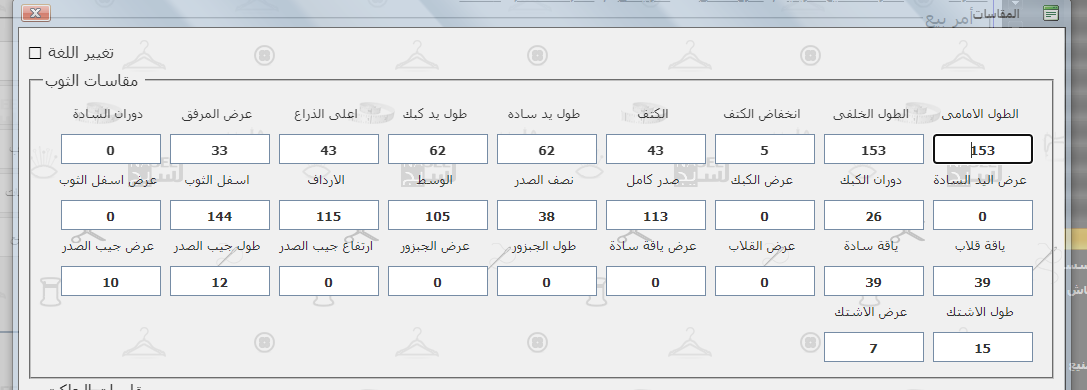 المقاسات
أمر بيع
تغيير اللغة
مقاسات الثوب
الطول الامامى الطول الخلفى انخفاض الكتف الكتف طول يد ساده طول يد كبك اعلى الذراع عرض المرفق دوران السادة
153 153 5 43 62 62 43 33 0
عرض اليد السادة دوران الكبك عرض الكبك صدر كامل نصف الصدر الوسط الارداف اسفل الثوب عرض اسفل الثوب
0 26 0 113 38 105 115 144 0
ياقة قلاب ياقة سادة عرض القلاب عرض ياقة سادة طول الجبزور عرض الجبزور ارتفاع جيب الصدر طول جيب الصدر عرض جيب الصدر
39 39 0 0 0 0 0 12 10
طول الاشتك عرض الاشتك
15 7